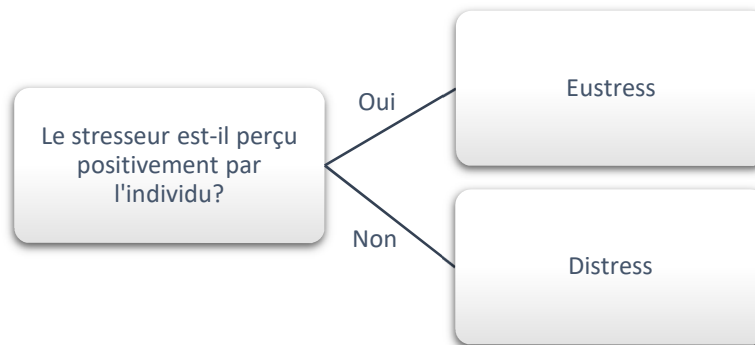 Le stresseur est-il perçu
positivement par
l'individu?
Oui
Eustress
Non
Distress